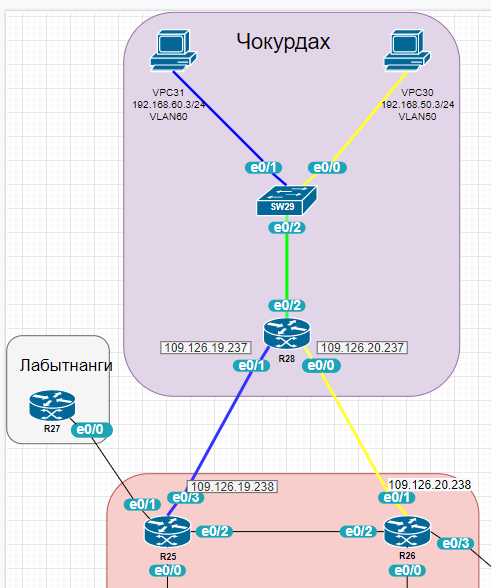 Чокурдах
VPC31
192.168.60.3/24
VLAN60
VPC30
192.168.50.3/24
VLAN50
e0/1
e0/0
SW29
e0/2
e0/2
109.126.19.237
109.126.20.237
R28
e0/1
e0/0
Лабытнанги
R27
e0/0
109.126.19.238
109.126.20.238
e0/1
e0/3
e0/1
R25
e0/2
e0/2
R26
e0/3
e0/0
e0/0